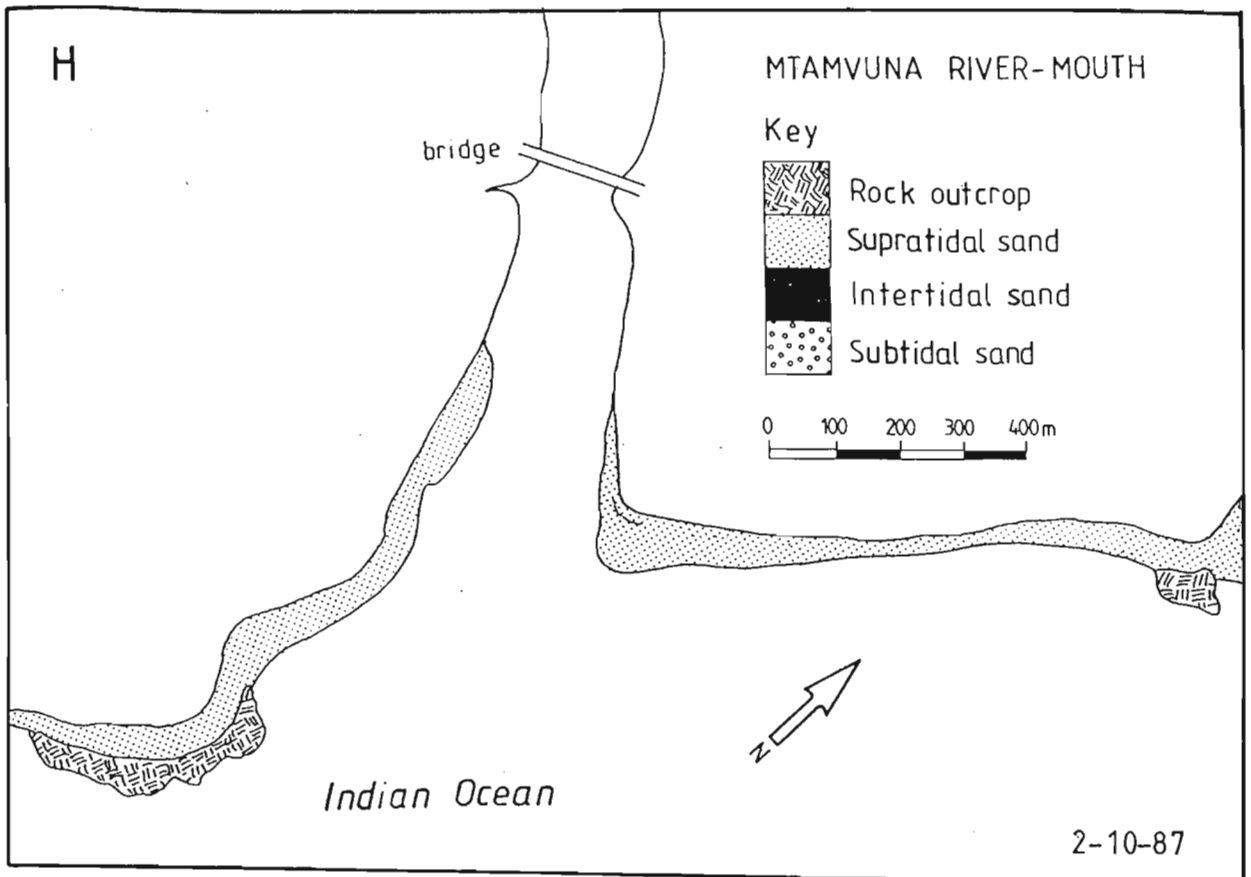 H
MTAMVUNA RIVER-MOUTH
Key
bridge
Rock outcrop
Supratidal sand
Intertidal sand
Subtidal sand
0 100 200 300 400m
N
Indian Ocean
2-10-87